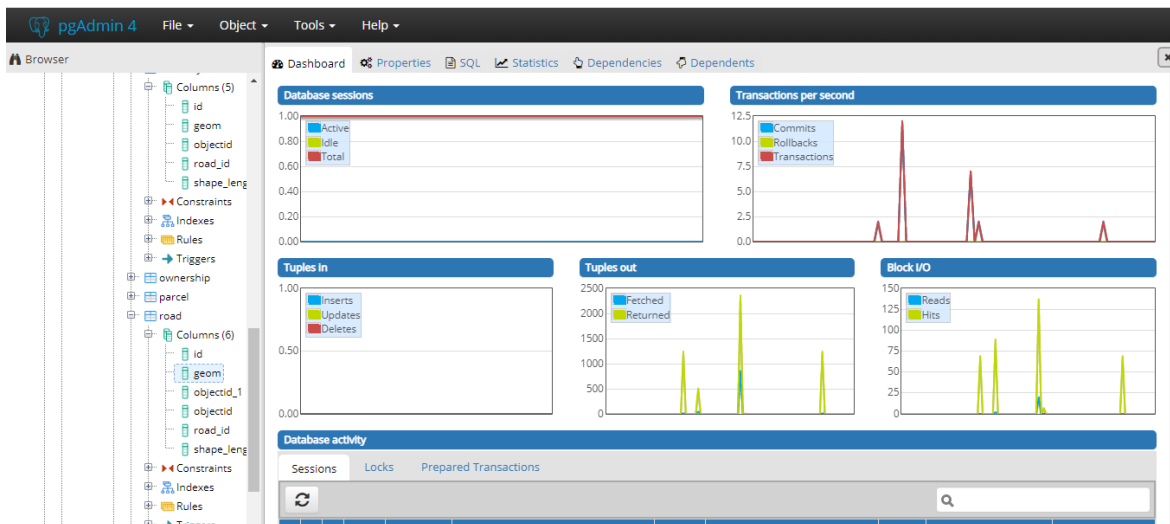 pgAdmin 4 File Object Tools Help
Browser
Columns (5)
id
geom
objectid
road_id
shape_leng
Constraints
Indexes
Rules
Triggers
ownership
parcel
road
Columns (6)
id
geom
objectid_1
objectid
road_id
shape_leng
Constraints
Indexes
Rules
Dashboard Properties SQL Statistics Dependencies Dependents
Database sessions
1.00
0.80
0.60
0.40
0.20
0.00
Active
Idle
Total
Transactions per second
12.5
10.0
7.5
5.0
2.5
0.0
Commits
Rollbacks
Transactions
Tuples in
1.00
0.50
0.00
Inserts
Updates
Deletes
Tuples out
2500
2000
1500
1000
500
0
Fetched
Returned
Block I/O
150
125
100
75
50
25
0
Reads
Hits
Database activity
Sessions Locks Prepared Transactions